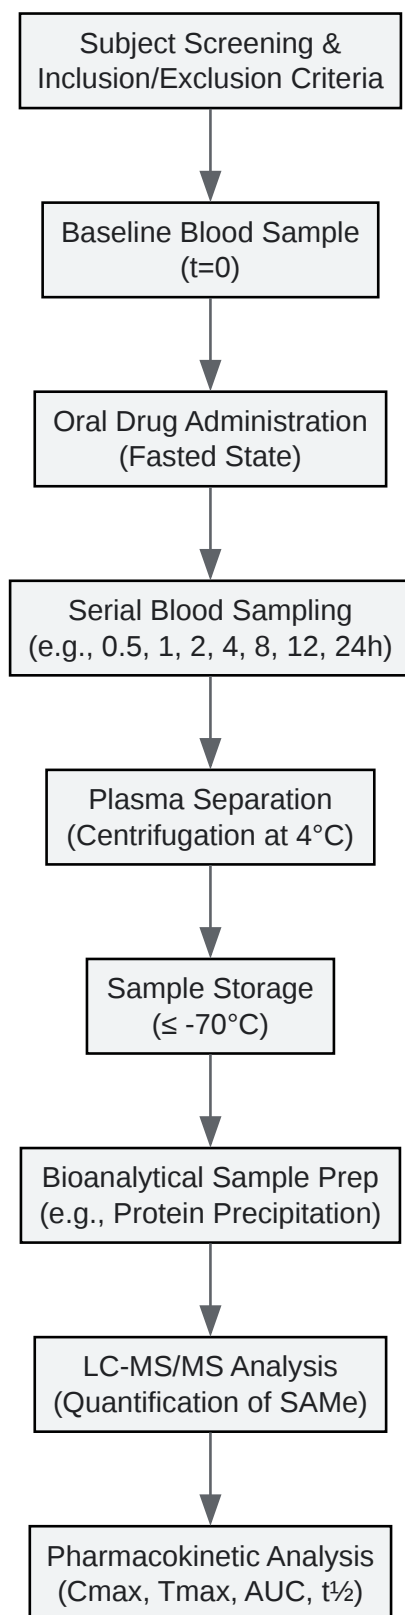 Subject Screening &
Inclusion/Exclusion Criteria
Baseline Blood Sample
(t=0)
Oral Drug Administration
(Fasted State)
Serial Blood Sampling
(e.g., 0.5, 1, 2, 4, 8, 12, 24h)
Plasma Separation
(Centrifugation at 4°C)
Sample Storage
(≤ -70°C)
Bioanalytical Sample Prep
(e.g., Protein Precipitation)
LC-MS/MS Analysis
(Quantification of SAMe)
Pharmacokinetic Analysis
(Cmax, Tmax, AUC, t½)